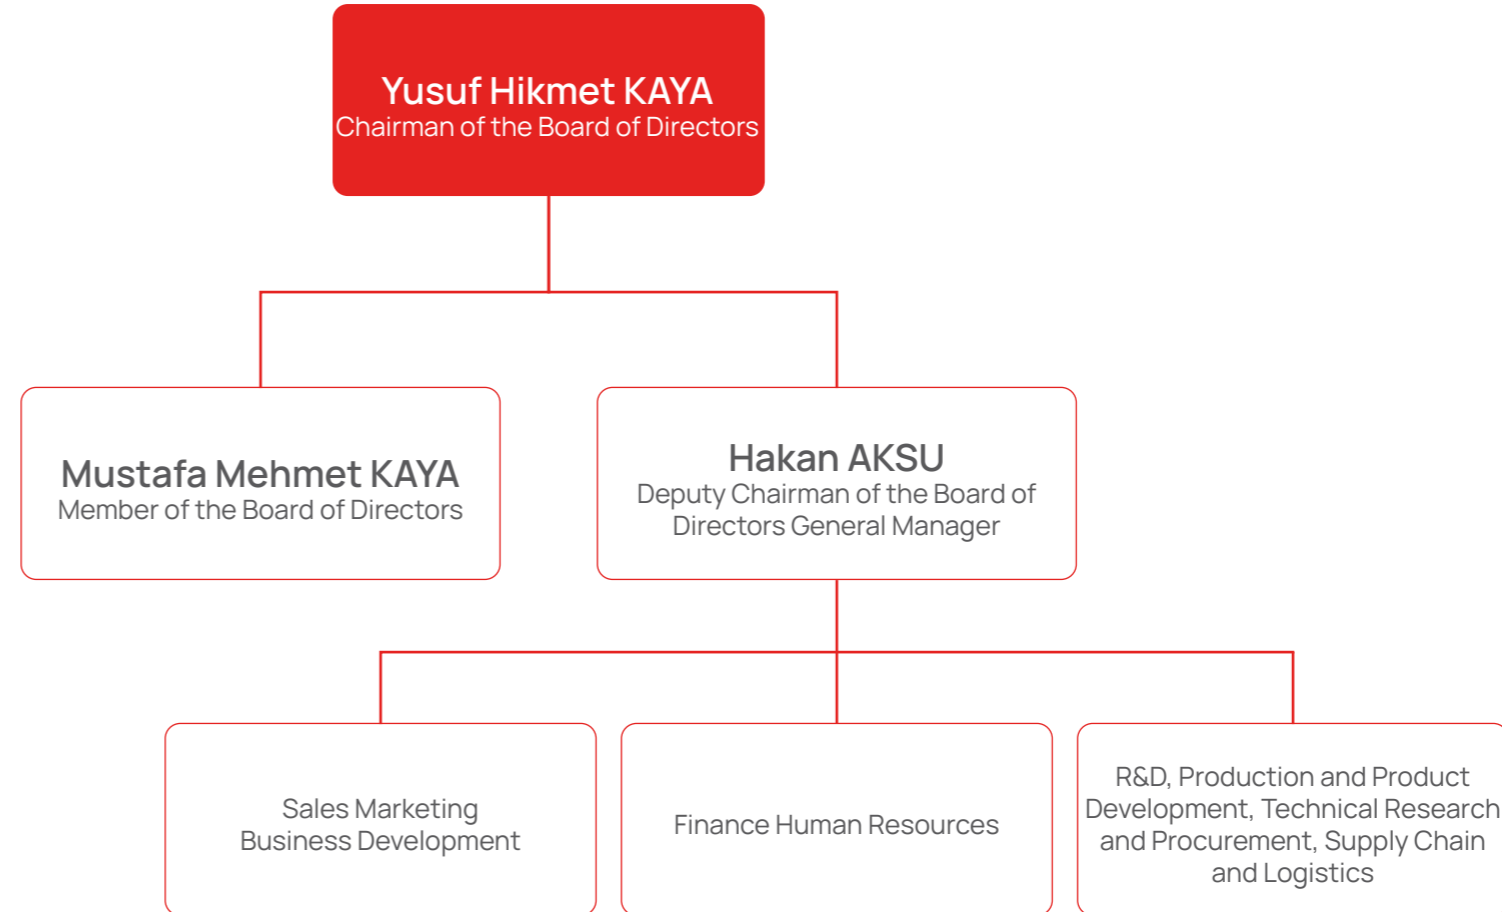 Yusuf Hikmet KAYA
Chairman of the Board of Directors
Mustafa Mehmet KAYA
Member of the Board of Directors
Hakan AKSU
Deputy Chairman of the Board of
Directors General Manager
Sales Marketing
Business Development
Finance Human Resources
R&D, Production and Product
Development, Technical Research
and Procurement, Supply Chain
and Logistics